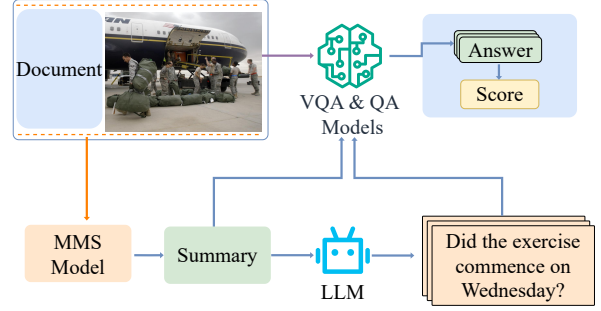 Document
VQA & QA
Models
Answer
Score
MMS
Model
Summary
LLM
Did the exercise
commence on
Wednesday?